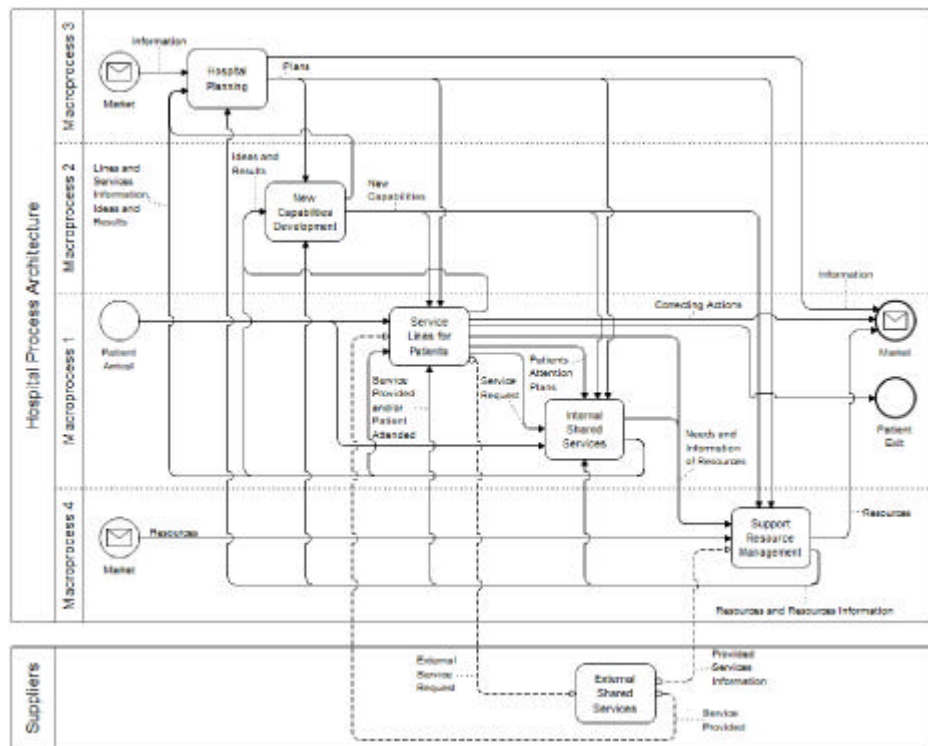 Hospital Process Architecture
Macroprocess 3
Information
Market
Hospital
Planning
Plans
Macroprocess 2
Lines and
Services
Information,
Ideas and
Results
Ideas and
Results
New
Capabilities
Development
New
Capabilities
Macroprocess 1
Patient
Arrival
Service
Lines for
Patients
Correcting Actions
Information
Market
Service
Provided
and/or
Patient
Attended
Service
Request
Patients
Attention
Plans
Internal
Shared
Services
Needs and
Information
of Resources
Patient
Exit
Macroprocess 4
Resources
Market
Support
Resource
Management
Resources
Resources and Resources Information
Suppliers
External
Service
Request
External
Shared
Services
Provided
Services
Information
Service
Provided